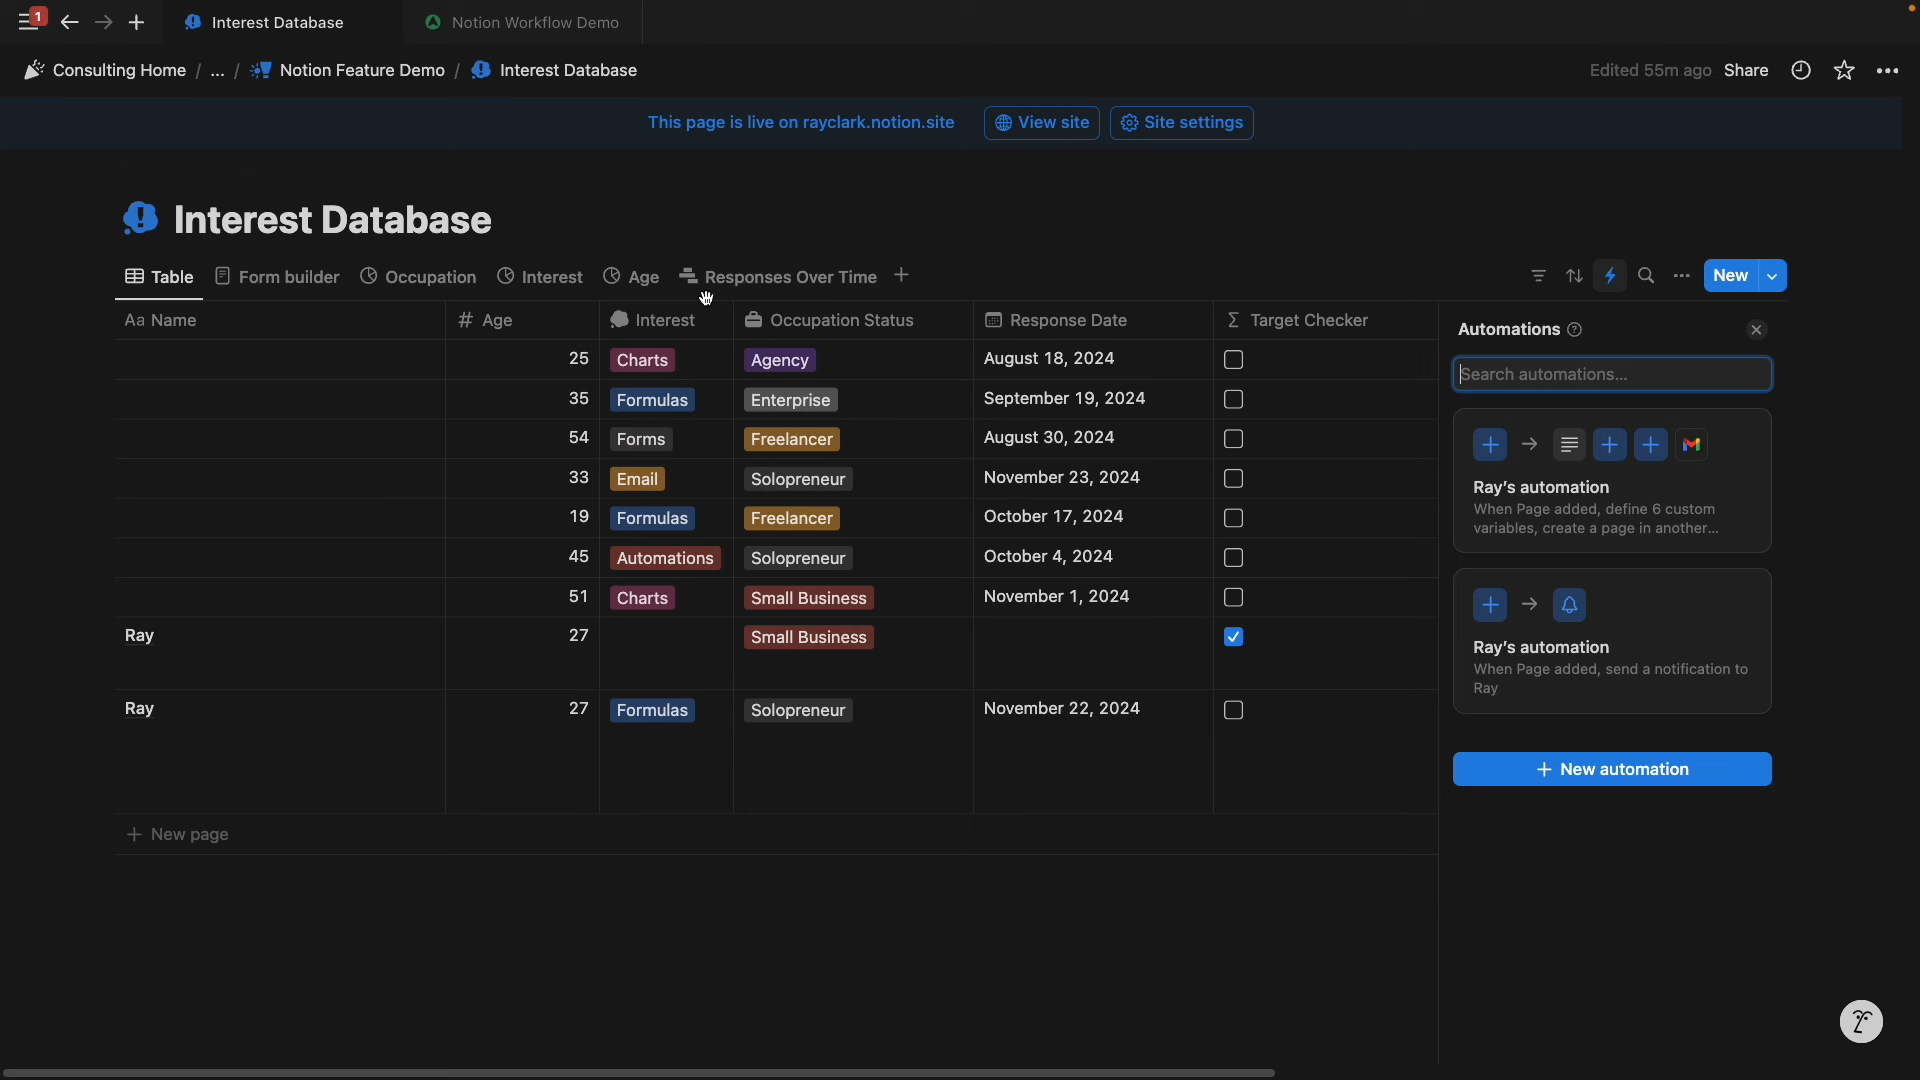 1
Interest Database
Notion Workflow Demo
Consulting Home / ... / Notion Feature Demo / Interest Database
Edited 55m ago Share
This page is live on rayclark.notion.site View site Site settings
Interest Database
Table Form builder Occupation Interest Age Responses Over Time +
New
Aa Name # Age Interest Occupation Status Response Date Σ Target Checker
25 Charts Agency August 18, 2024
35 Formulas Enterprise September 19, 2024
54 Forms Freelancer August 30, 2024
33 Email Solopreneur November 23, 2024
19 Formulas Freelancer October 17, 2024
45 Automations Solopreneur October 4, 2024
51 Charts Small Business November 1, 2024
Ray 27 Small Business
Ray 27 Formulas Solopreneur November 22, 2024
+ New page
Automations
Search automations...
Ray's automation
When Page added, define 6 custom
variables, create a page in another...
Ray's automation
When Page added, send a notification to
Ray
+ New automation